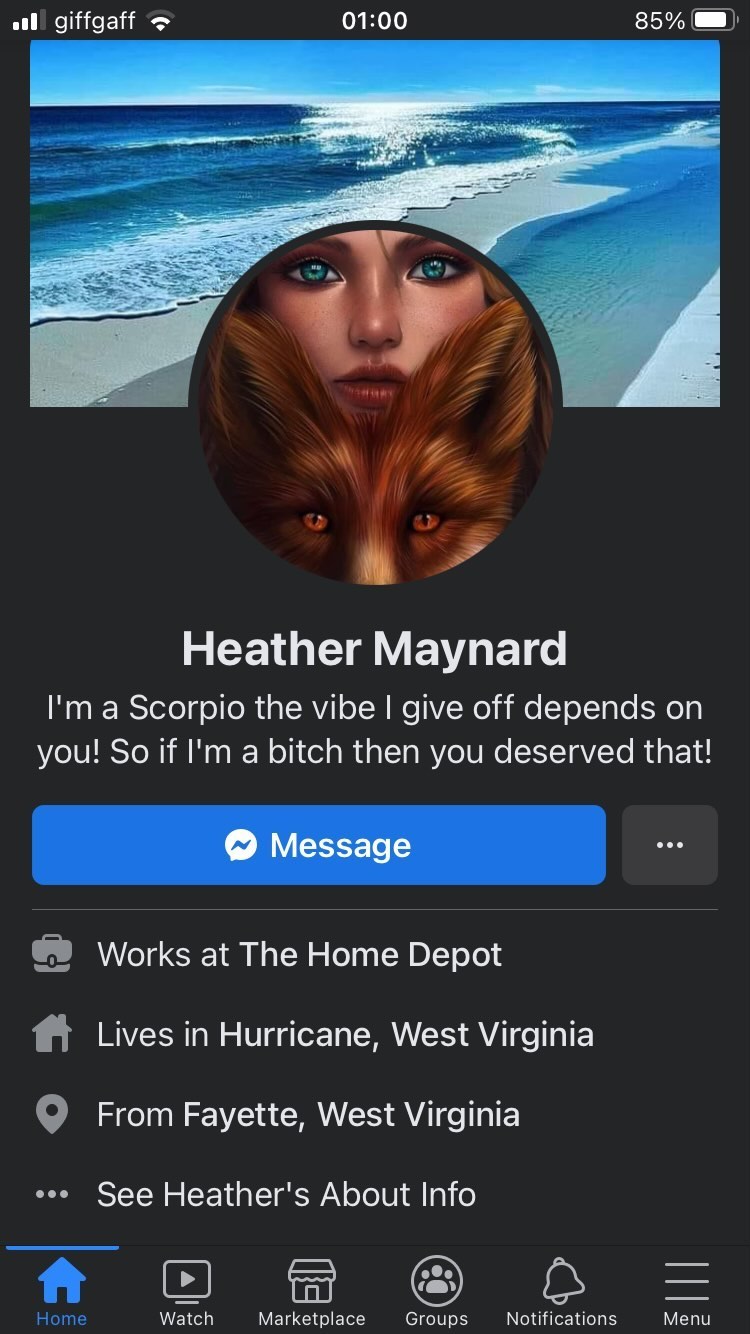 giffgaff 01:00 85%
Heather Maynard
I'm a Scorpio the vibe I give off depends on
you! So if I'm a bitch then you deserved that!
Message
Works at The Home Depot
Lives in Hurricane, West Virginia
From Fayette, West Virginia
See Heather's About Info
Home Watch Marketplace Groups Notifications Menu